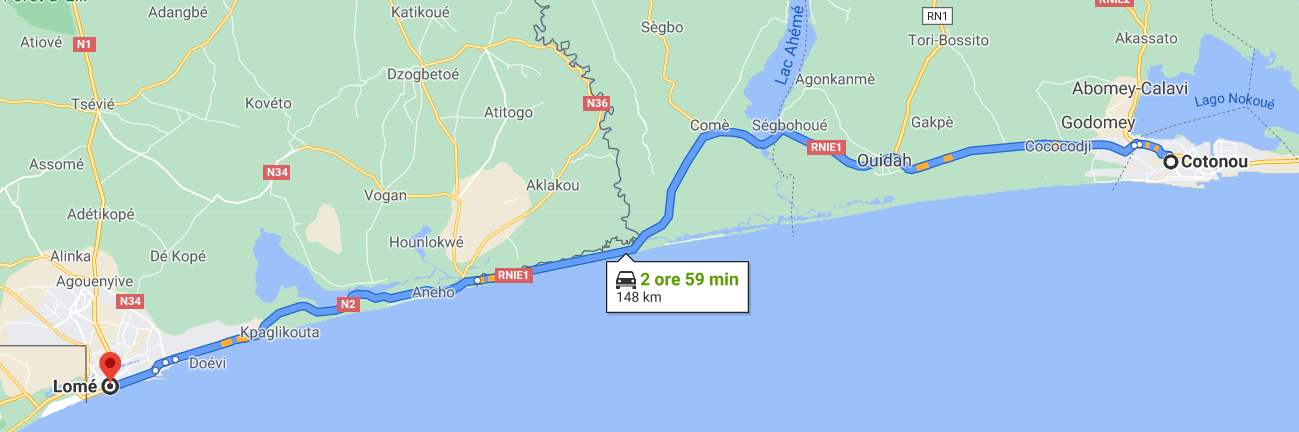 Adangbé
Katikoué
RN1
Sègbo
Lac Ahémé
Ativé
N1
Tori-Bossito
Akassato
Dzogbetoé
Agonkanmè
Abomey-Calavi
Tsévié
Kovéto
N36
Atitogo
Lago Nokoué
Comè
Ségbohoué
Gakpè
Godomey
RNIE1
Cococodji
Assomé
N34
Ouidah
Cotonou
Vogan
Aklakou
Adétikopé
Hounlokwé
Alinka
Dé Kopé
Agouenyive
RNIE1
2 ore 59 min
148 km
N34
N2
Aneho
Kpaglikouta
Doévi
Lomé